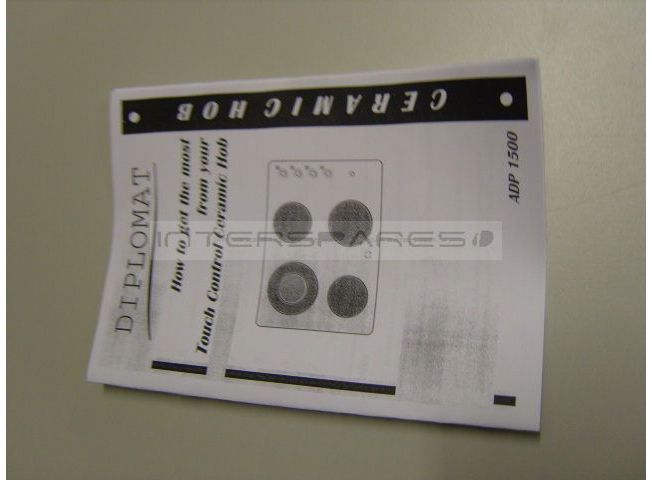 DIPLOMAT
How to get the most
from your
Touch Control Ceramic Hob
CERAMIC HOB
ADP 1500
INTERSPARES